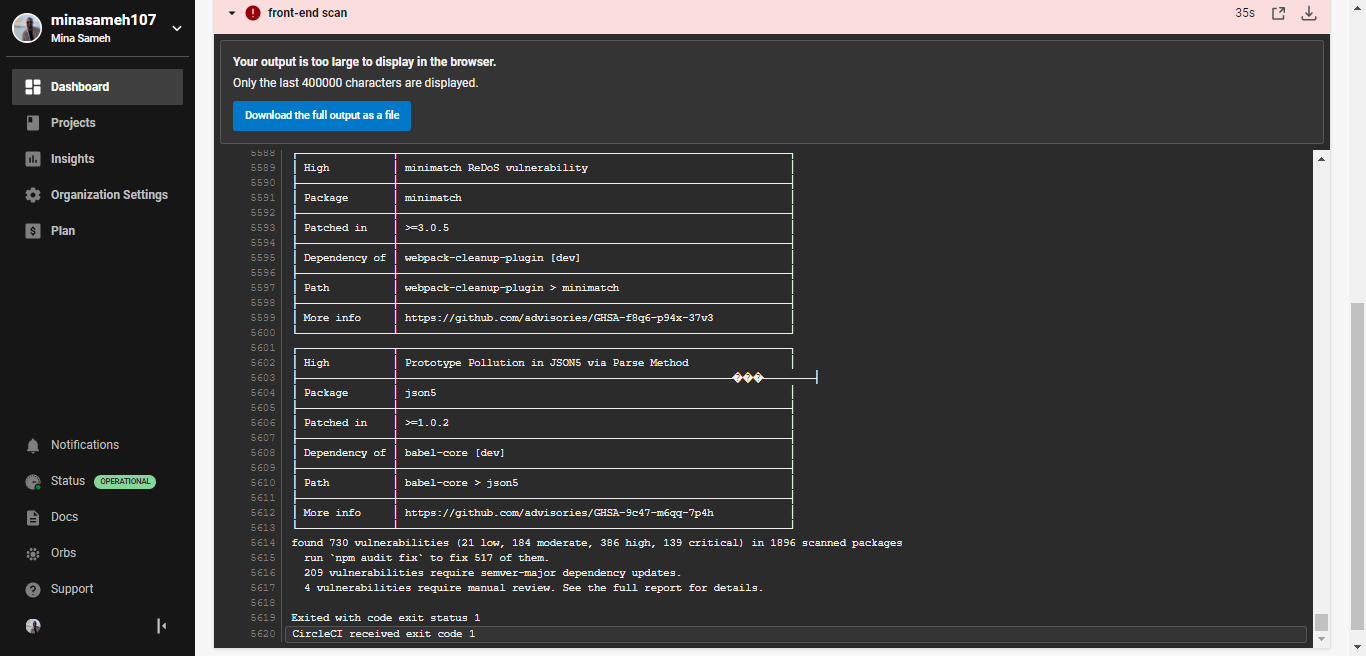 minasameh107
Mina Sameh
Dashboard
Projects
Insights
Organization Settings
$ Plan
Notifications
Status OPERATIONAL
Docs
Orbs
? Support
! front-end scan 35s
Your output is too large to display in the browser.
Only the last 400000 characters are displayed.
Download the full output as a file
5588
5589 High minimatch ReDoS vulnerability
5590
5591 Package minimatch
5592
5593 Patched in >=3.0.5
5594
5595 Dependency of webpack-cleanup-plugin [dev]
5596
5597 Path webpack-cleanup-plugin > minimatch
5598
5599 More info https://github.com/advisories/GHSA-f8q6-p94x-37v3
5600
5601
5602 High Prototype Pollution in JSON5 via Parse Method
5603 ���
5604 Package json5
5605
5606 Patched in >=1.0.2
5607
5608 Dependency of babel-core [dev]
5609
5610 Path babel-core > json5
5611
5612 More info https://github.com/advisories/GHSA-9c47-m6qq-7p4h
5613
5614 found 730 vulnerabilities (21 low, 184 moderate, 386 high, 139 critical) in 1896 scanned packages
5615 run `npm audit fix` to fix 517 of them.
5616 209 vulnerabilities require semver-major dependency updates.
5617 4 vulnerabilities require manual review. See the full report for details.
5618
5619 Exited with code exit status 1
5620 CircleCI received exit code 1